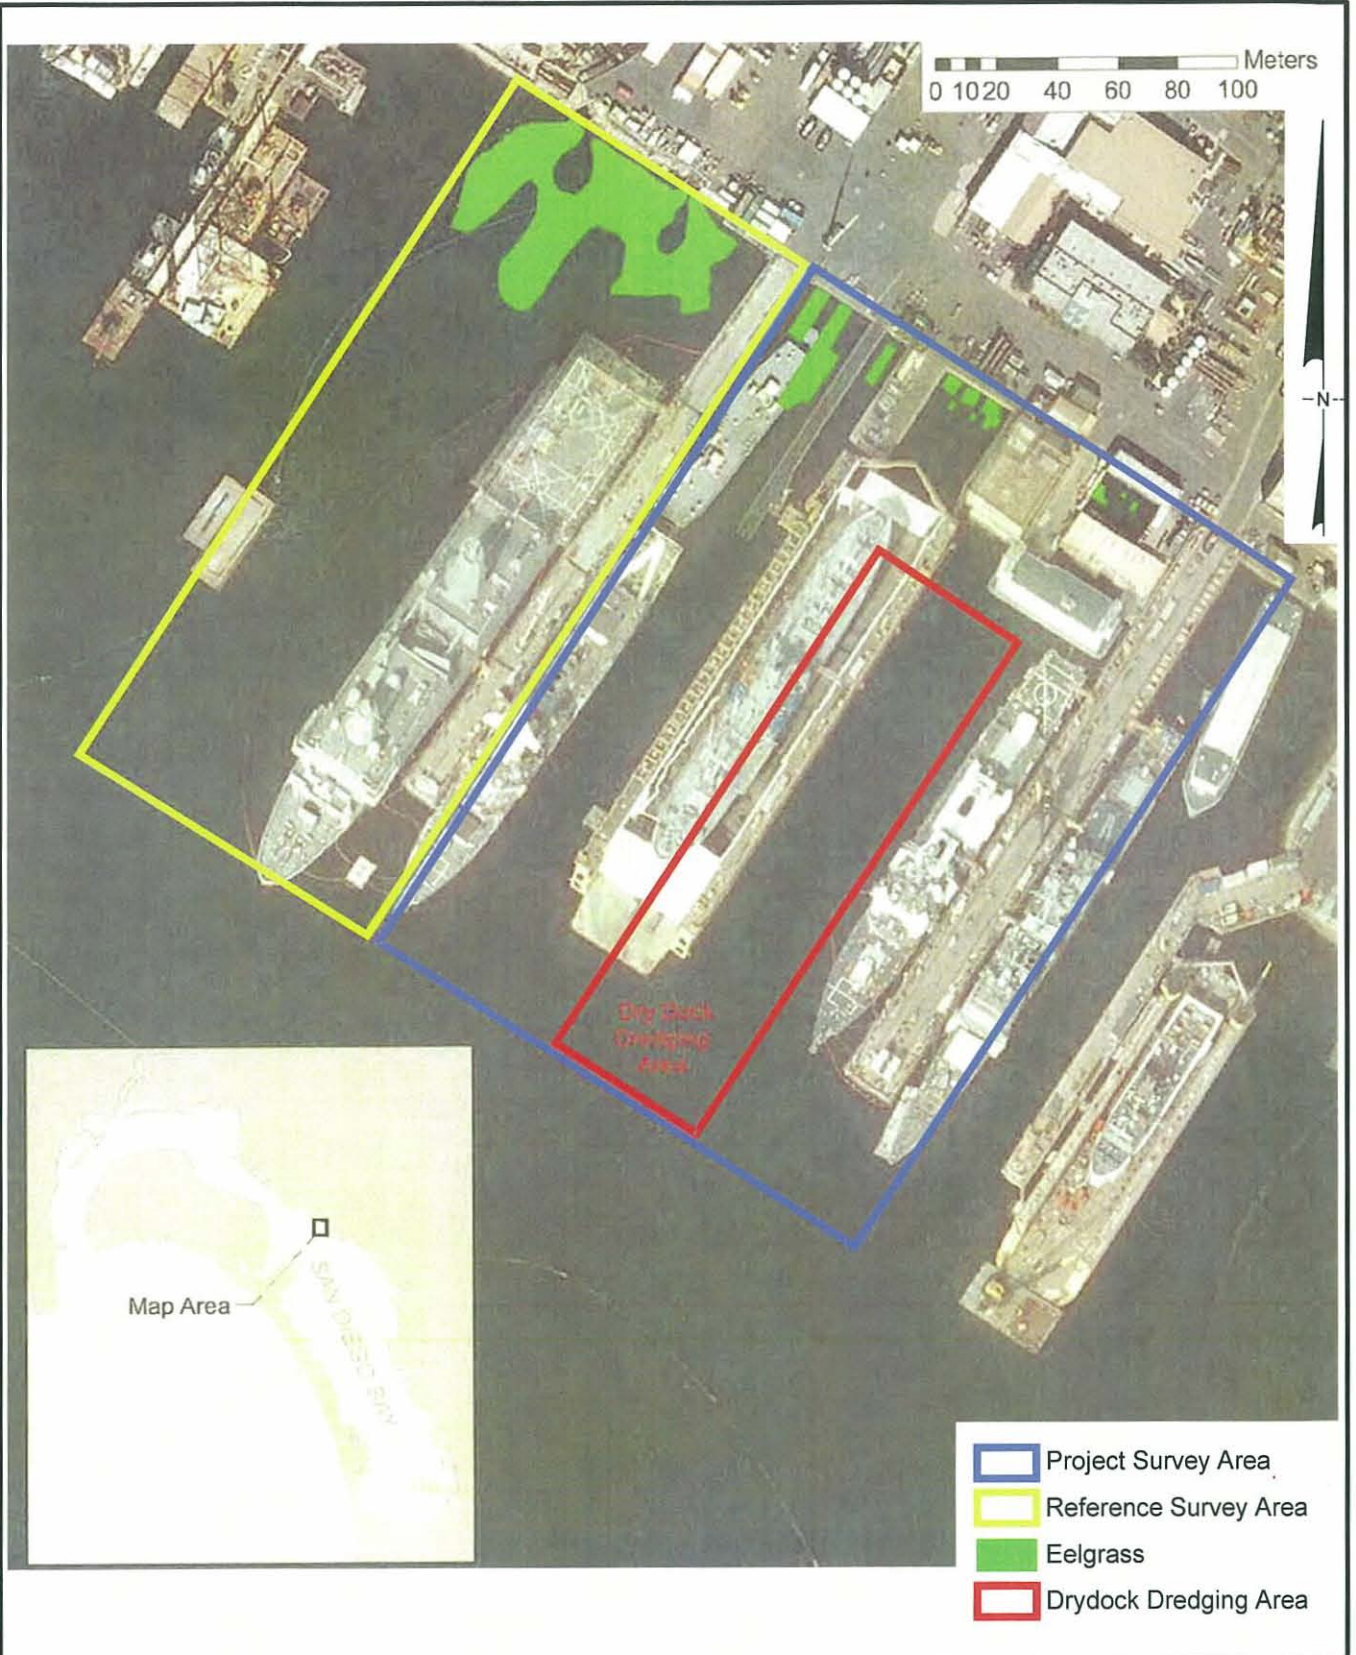 Meters
0 10 20 40 60 80 100
-N-
Dry Dock
Dredging
Area
Map Area
SAN DIEGO BAY
Project Survey Area
Reference Survey Area
Eelgrass
Drydock Dredging Area